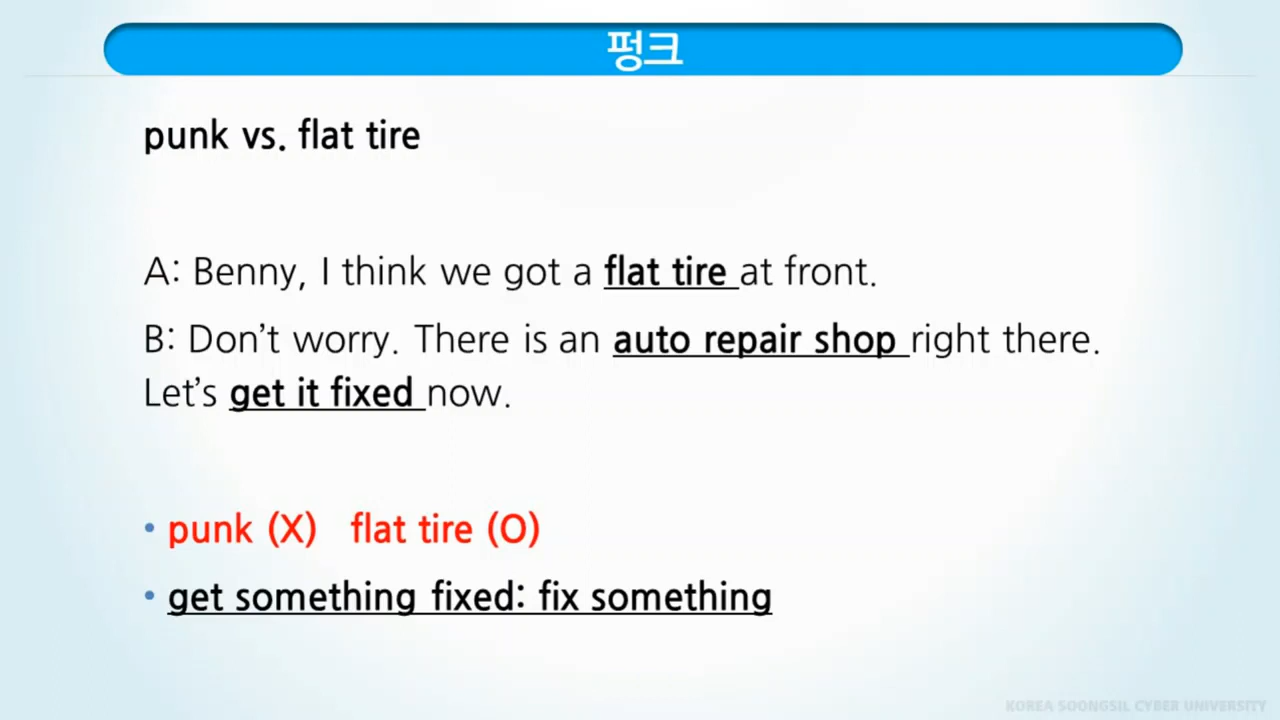 펑크
punk vs. flat tire
A: Benny, I think we got a flat tire at front.
B: Don't worry. There is an auto repair shop right there.
Let's get it fixed now.
• punk (X) flat tire (O)
• get something fixed: fix something
KOREA SOONGSIL CYBER UNIVERSITY